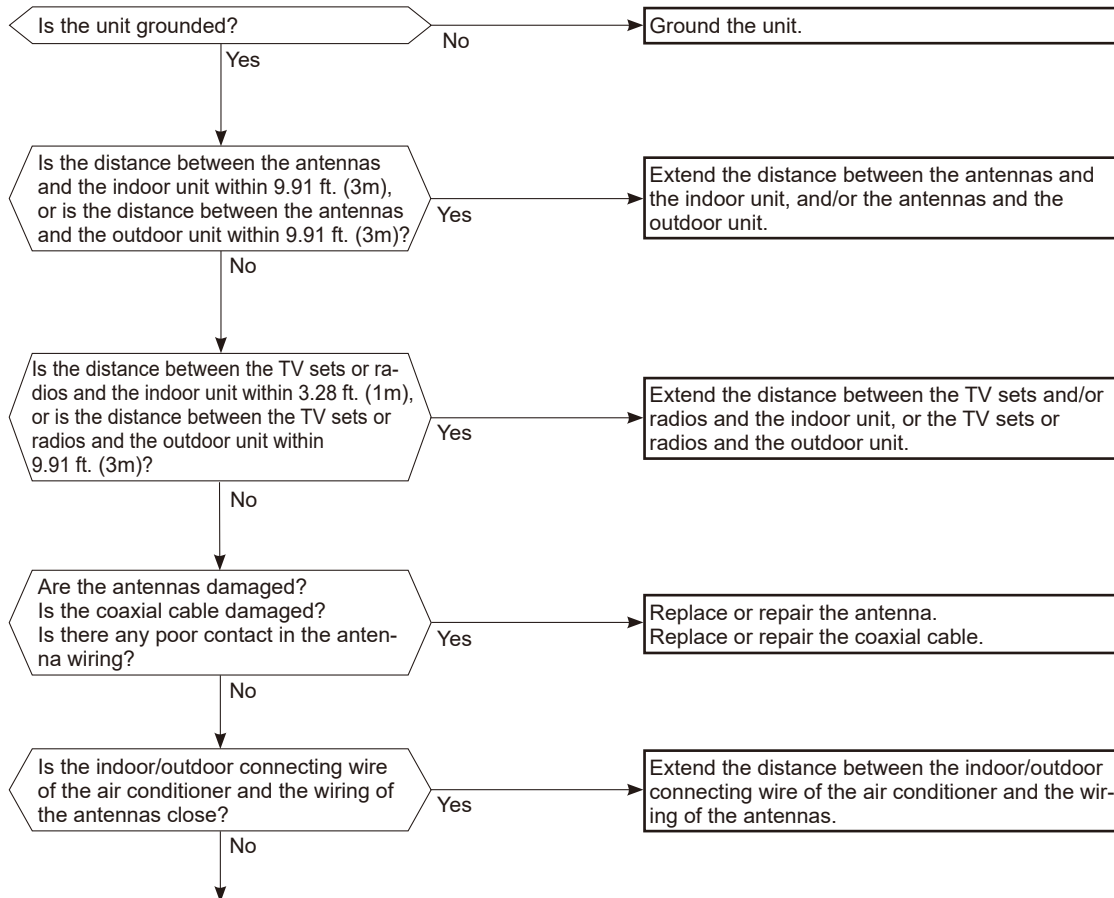 Is the unit grounded?
No
Ground the unit.
Yes
Is the distance between the antennas
and the indoor unit within 9.91 ft. (3m),
or is the distance between the antennas
and the outdoor unit within 9.91 ft. (3m)?
Yes
Extend the distance between the antennas and
the indoor unit, and/or the antennas and the
outdoor unit.
No
Is the distance between the TV sets or ra-
dios and the indoor unit within 3.28 ft. (1m),
or is the distance between the TV sets or
radios and the outdoor unit within
9.91 ft. (3m)?
Yes
Extend the distance between the TV sets and/or
radios and the indoor unit, or the TV sets or
radios and the outdoor unit.
No
Are the antennas damaged?
Is the coaxial cable damaged?
Is there any poor contact in the anten-
na wiring?
Yes
Replace or repair the antenna.
Replace or repair the coaxial cable.
No
Is the indoor/outdoor connecting wire
of the air conditioner and the wiring of
the antennas close?
Yes
Extend the distance between the indoor/outdoor
connecting wire of the air conditioner and the wir-
ing of the antennas.
No